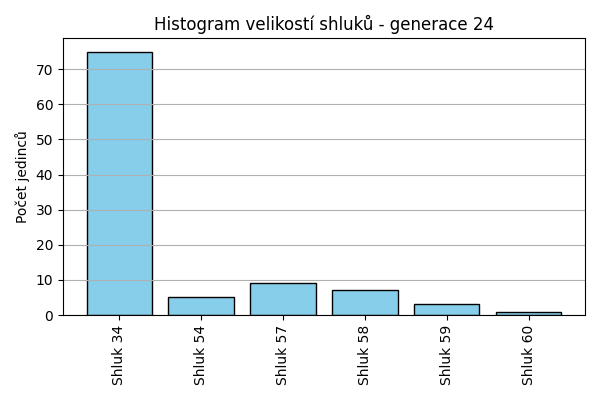 Histogram velikostí shluků - generace 24
Počet jedinců
70
60
50
40
30
20
10
0
Shluk 34
Shluk 54
Shluk 57
Shluk 58
Shluk 59
Shluk 60